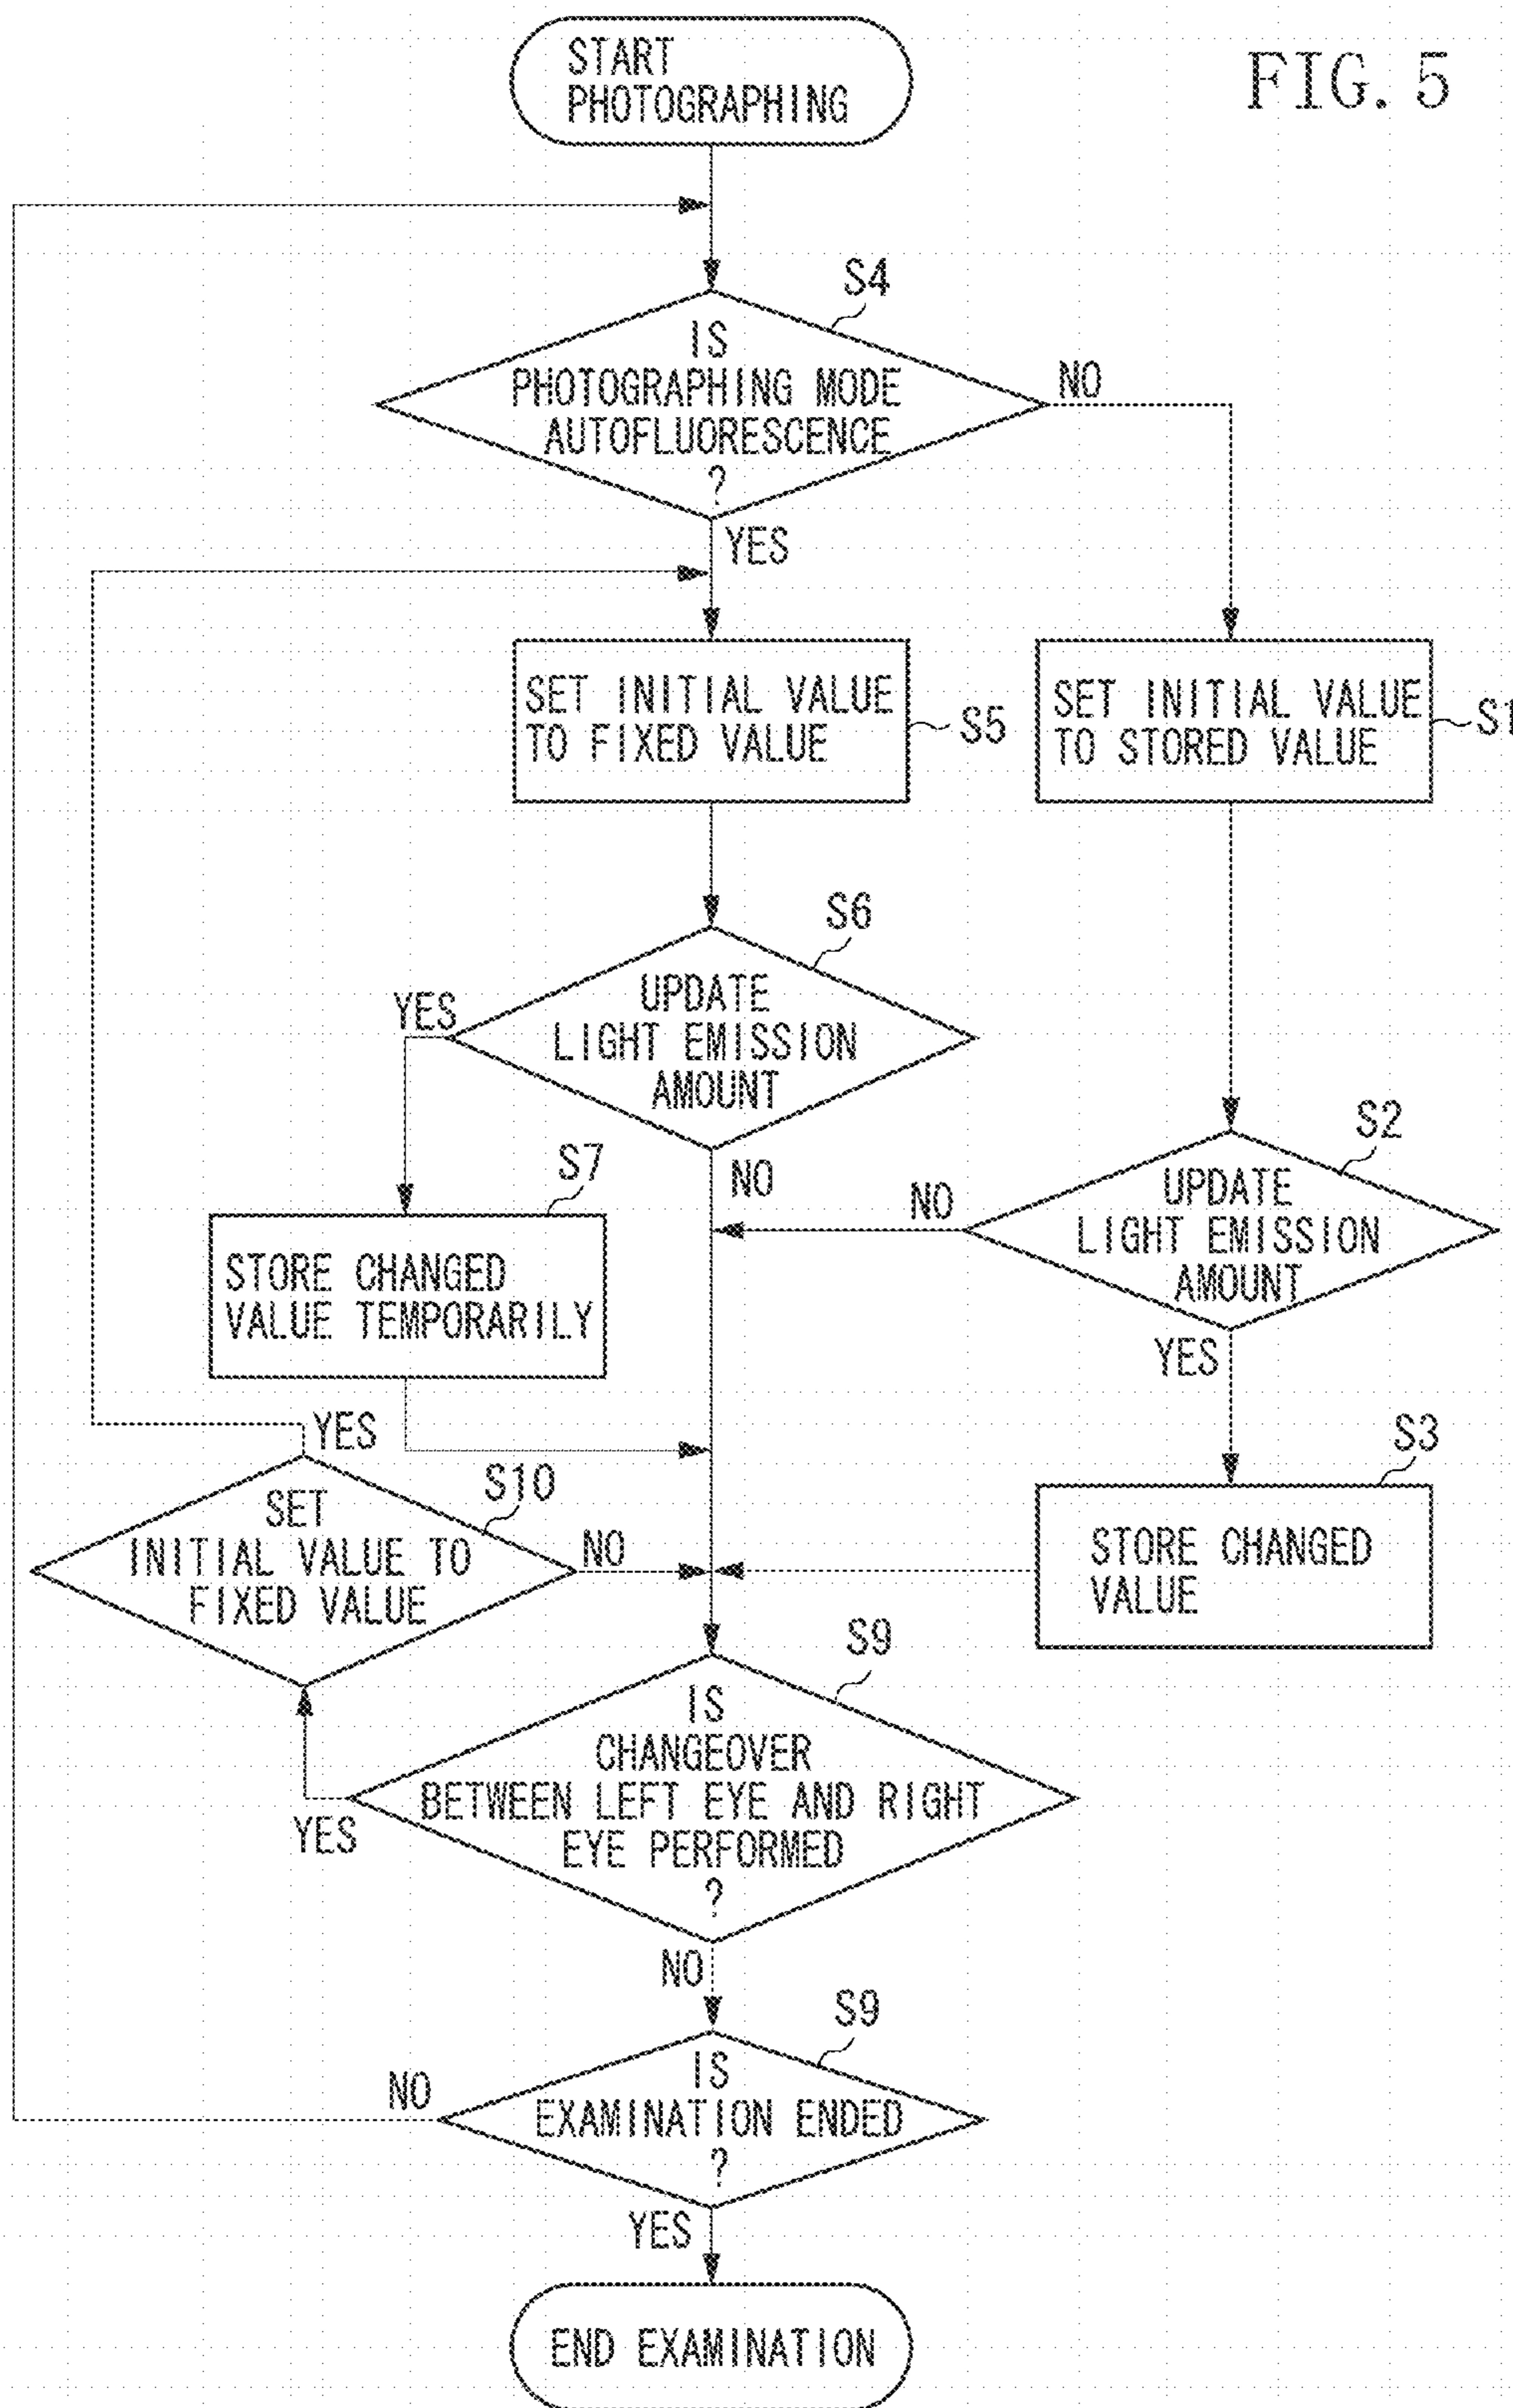 START
PHOTOGRAPHING
FIG. 5
S4
IS
PHOTOGRAPHING MODE
AUTOFLUORESCENCE
?
NO
YES
SET INITIAL VALUE
TO FIXED VALUE
S5
SET INITIAL VALUE
TO STORED VALUE
S1
S6
UPDATE
LIGHT EMISSION
AMOUNT
YES
NO
S2
UPDATE
LIGHT EMISSION
AMOUNT
NO
YES
S7
STORE CHANGED
VALUE TEMPORARILY
S3
STORE CHANGED
VALUE
YES
S10
SET
INITIAL VALUE TO
FIXED VALUE
NO
S9
IS
CHANGEOVER
BETWEEN LEFT EYE AND RIGHT
EYE PERFORMED
?
YES
NO
S9
IS
EXAMINATION ENDED
?
NO
YES
END EXAMINATION